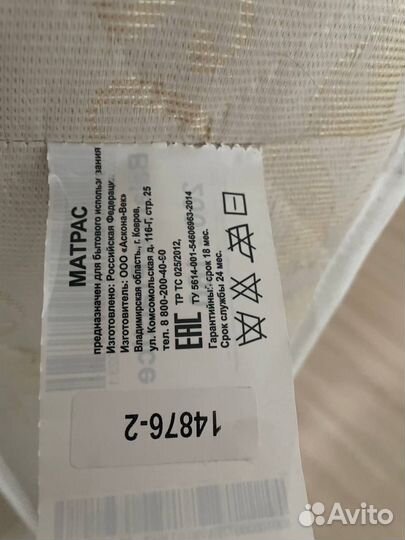 МАТРАС
предназначен для бытового использования
Изготовлено: Российская Федерация
Изготовитель: ООО «Аскона-Век»
Владимирская область, г. Ковров,
ул. Комсомольская д. 116-Г, стр. 25
тел. 8 800-200-40-90
ЕАС ТР ТС 025/2012,
ТУ 5614-001-54606963-2014
Гарантийный срок 18 мес.
Срок службы 24 мес.
14876-2
Avito